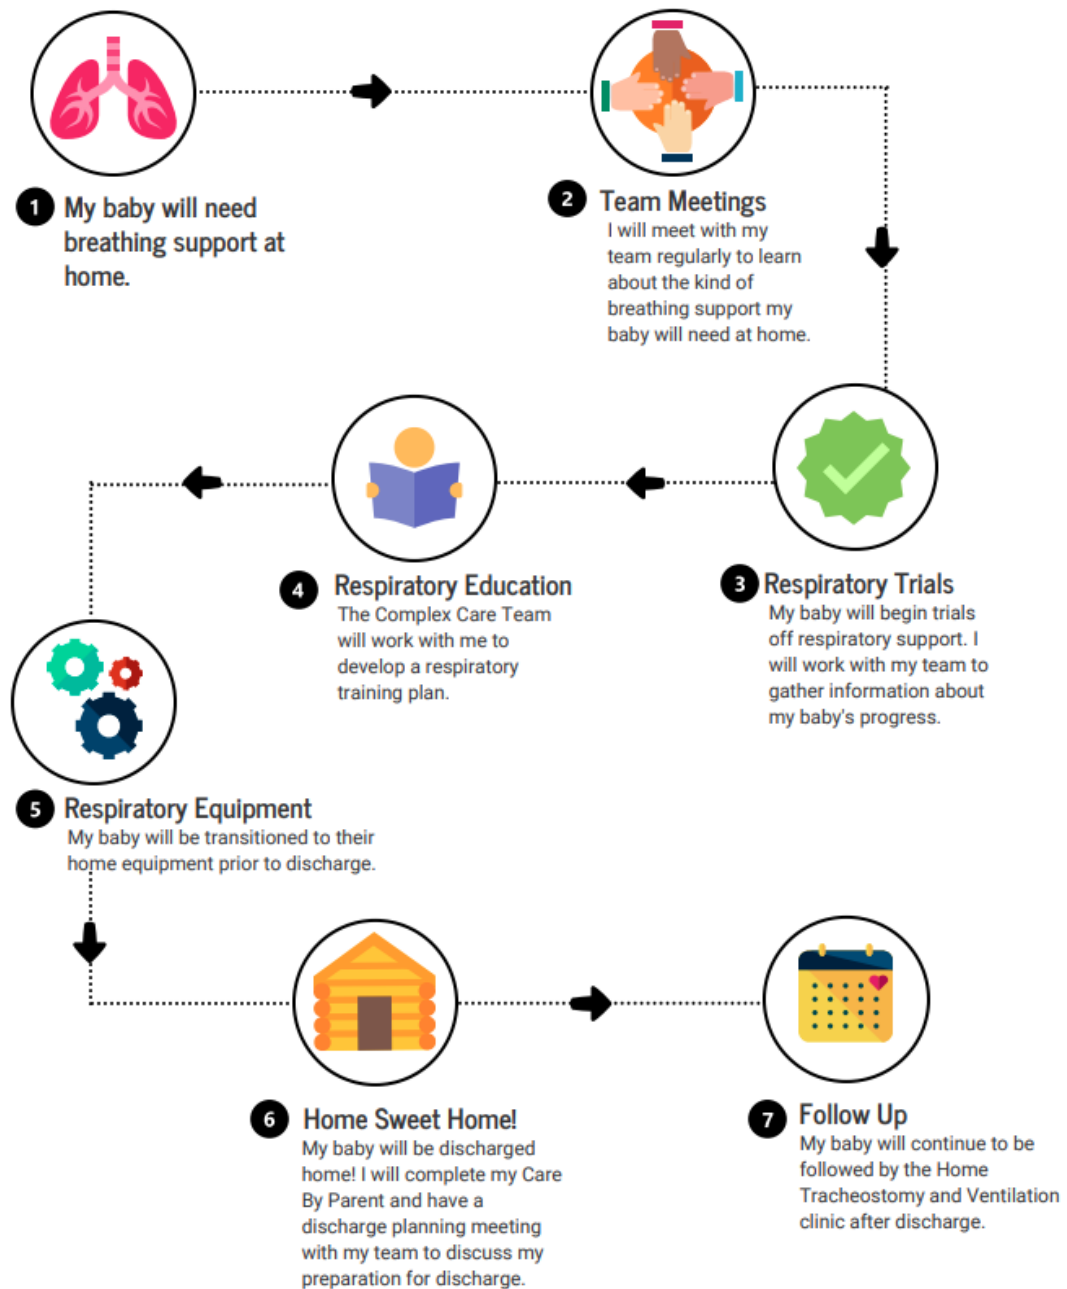 1 My baby will need
breathing support at
home.
2 Team Meetings
I will meet with my
team regularly to learn
about the kind of
breathing support my
baby will need at home.
3 Respiratory Trials
My baby will begin trials
off respiratory support. I
will work with my team to
gather information about
my baby's progress.
4 Respiratory Education
The Complex Care Team
will work with me to
develop a respiratory
training plan.
5 Respiratory Equipment
My baby will be transitioned to their
home equipment prior to discharge.
6 Home Sweet Home!
My baby will be discharged
home! I will complete my Care
By Parent and have a
discharge planning meeting
with my team to discuss my
preparation for discharge.
7 Follow Up
My baby will continue to be
followed by the Home
Tracheostomy and Ventilation
clinic after discharge.